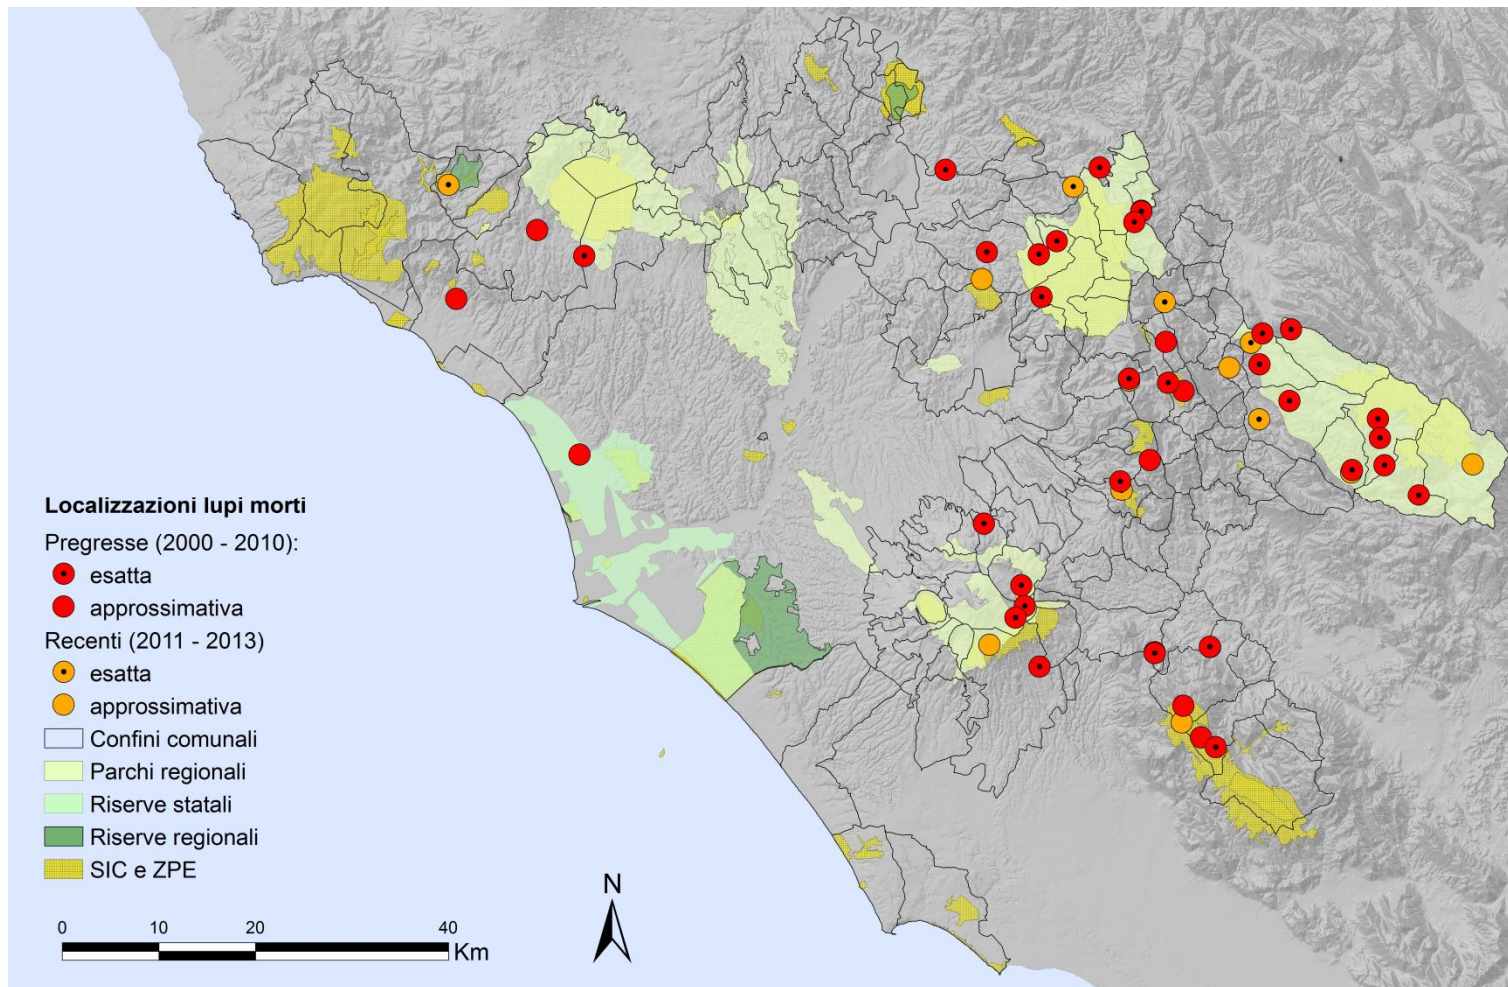 Localizzazioni lupi morti
Pregresse (2000 - 2010):
esatta
approssimativa
Recenti (2011 - 2013)
esatta
approssimativa
Confini comunali
Parchi regionali
Riserve statali
Riserve regionali
SIC e ZPE
0 10 20 40
Km
N